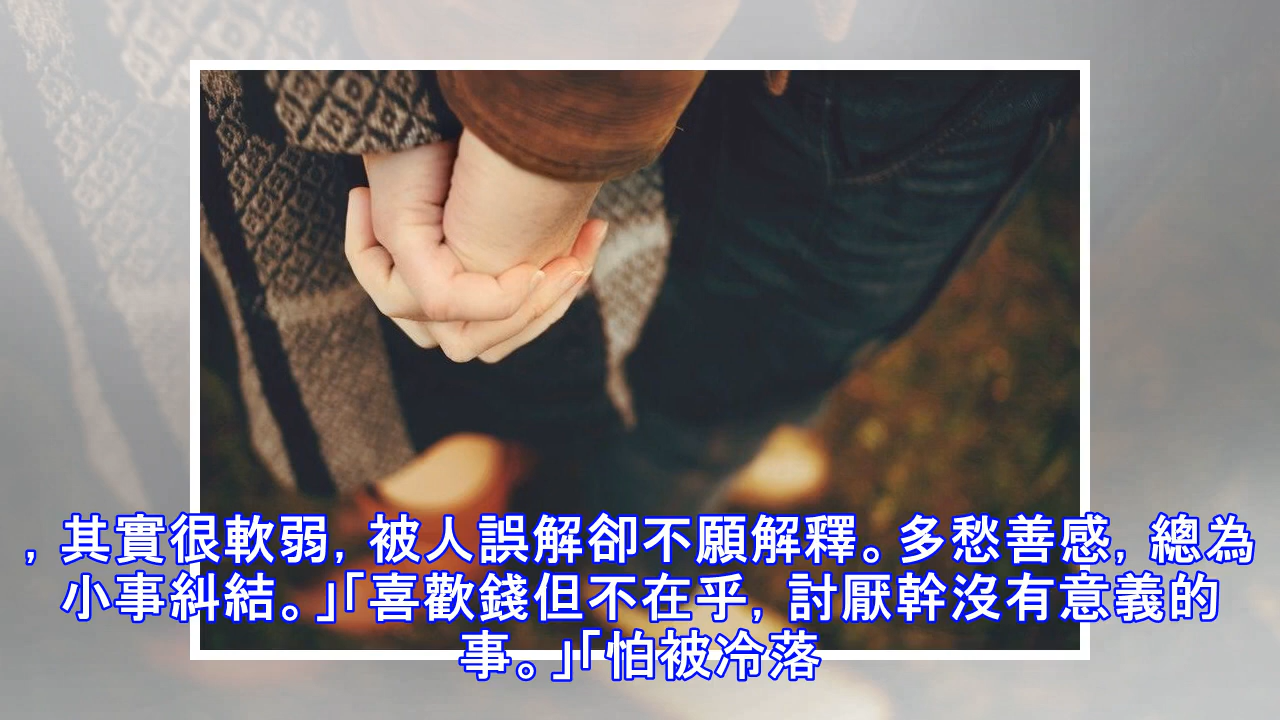 ，其實很軟弱，被人誤解卻不願解釋。多愁善感，總為
小事糾結。」「喜歡錢但不在乎，討厭幹沒有意義的
事。」「怕被冷落